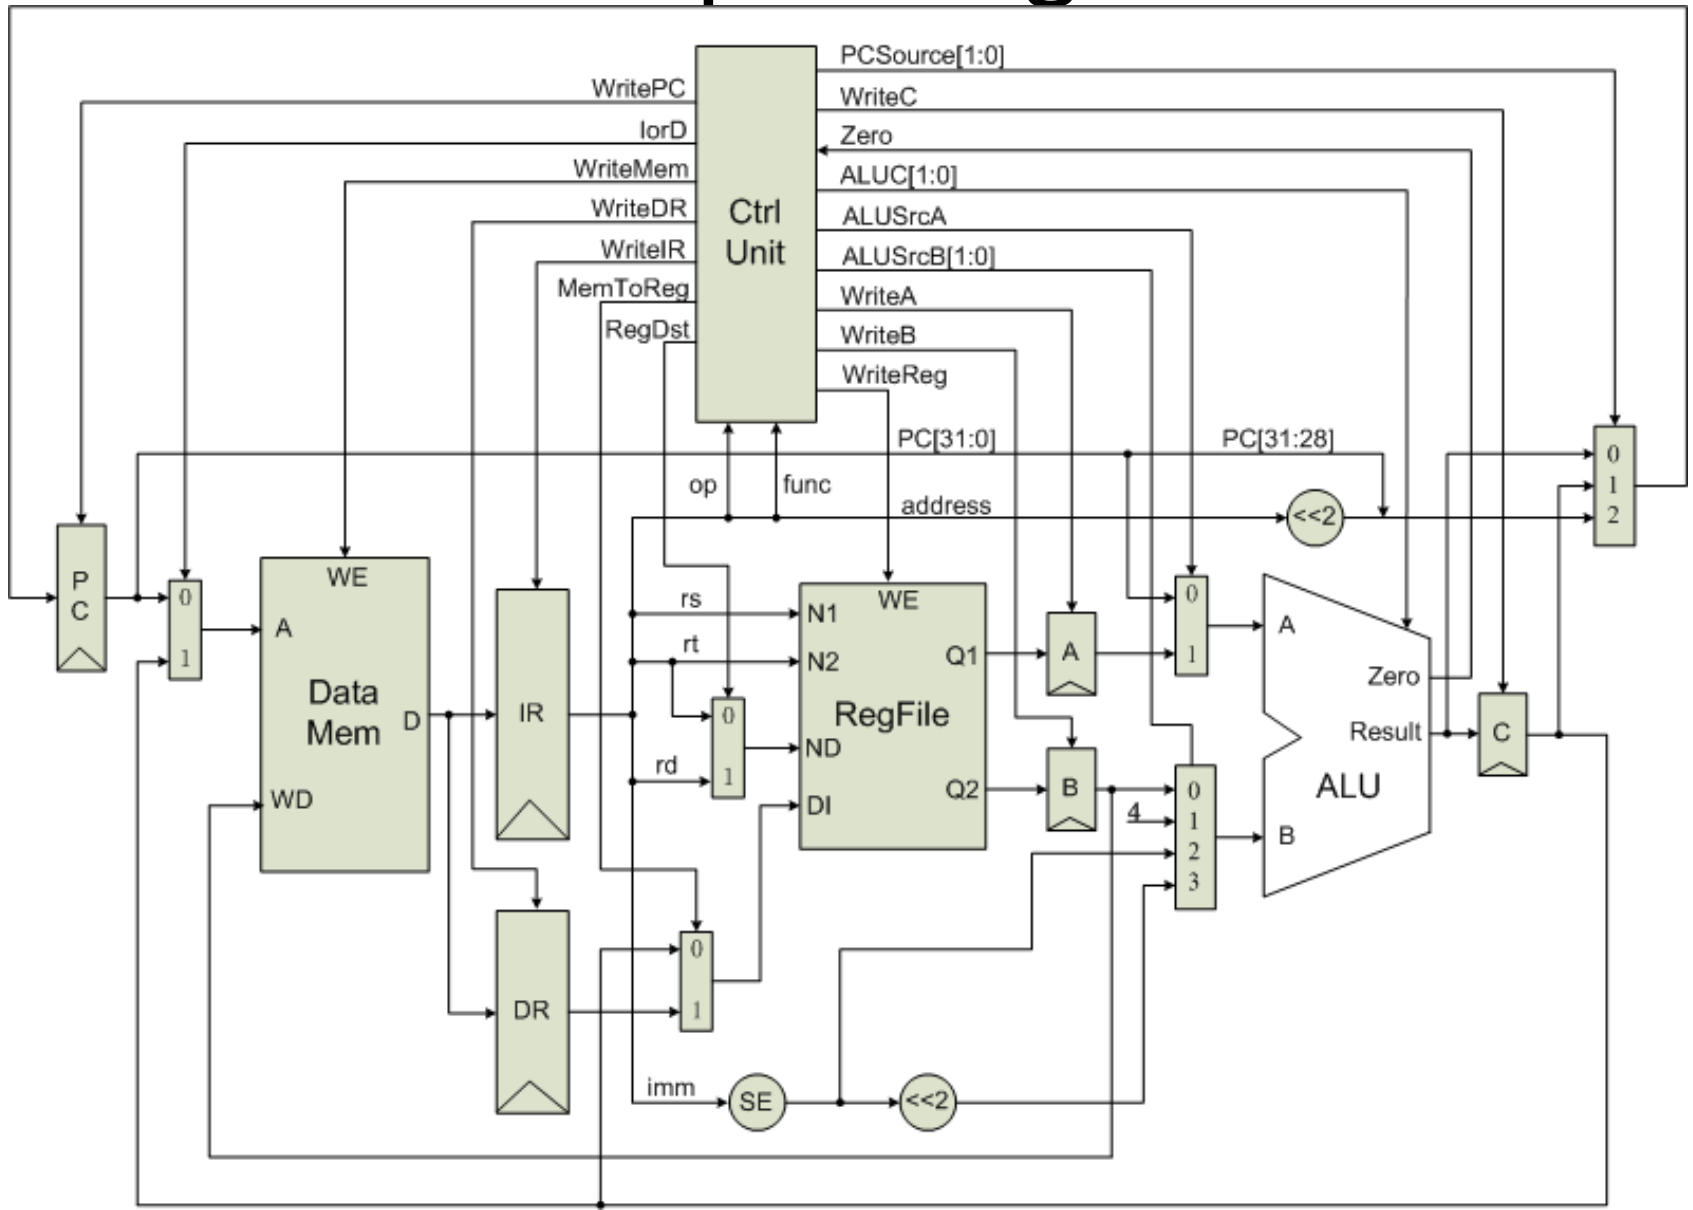 PCSource[1:0]
WritePC
WriteC
IorD
Zero
WriteMem
ALUC[1:0]
WriteDR
ALUSrcA
Ctrl
Unit
WriteIR
ALUSrcB[1:0]
MemToReg
WriteA
RegDst
WriteB
WriteReg
PC[31:0]
PC[31:28]
0
1
2
op
func
address
<<2
P
C
0
1
WE
A
Data
Mem
D
WD
IR
rs
rt
rd
0
1
WE
N1
N2
ND
DI
RegFile
Q1
Q2
A
B
0
1
0
4
1
2
3
A
B
Zero
Result
ALU
C
DR
0
1
imm
SE
<<2